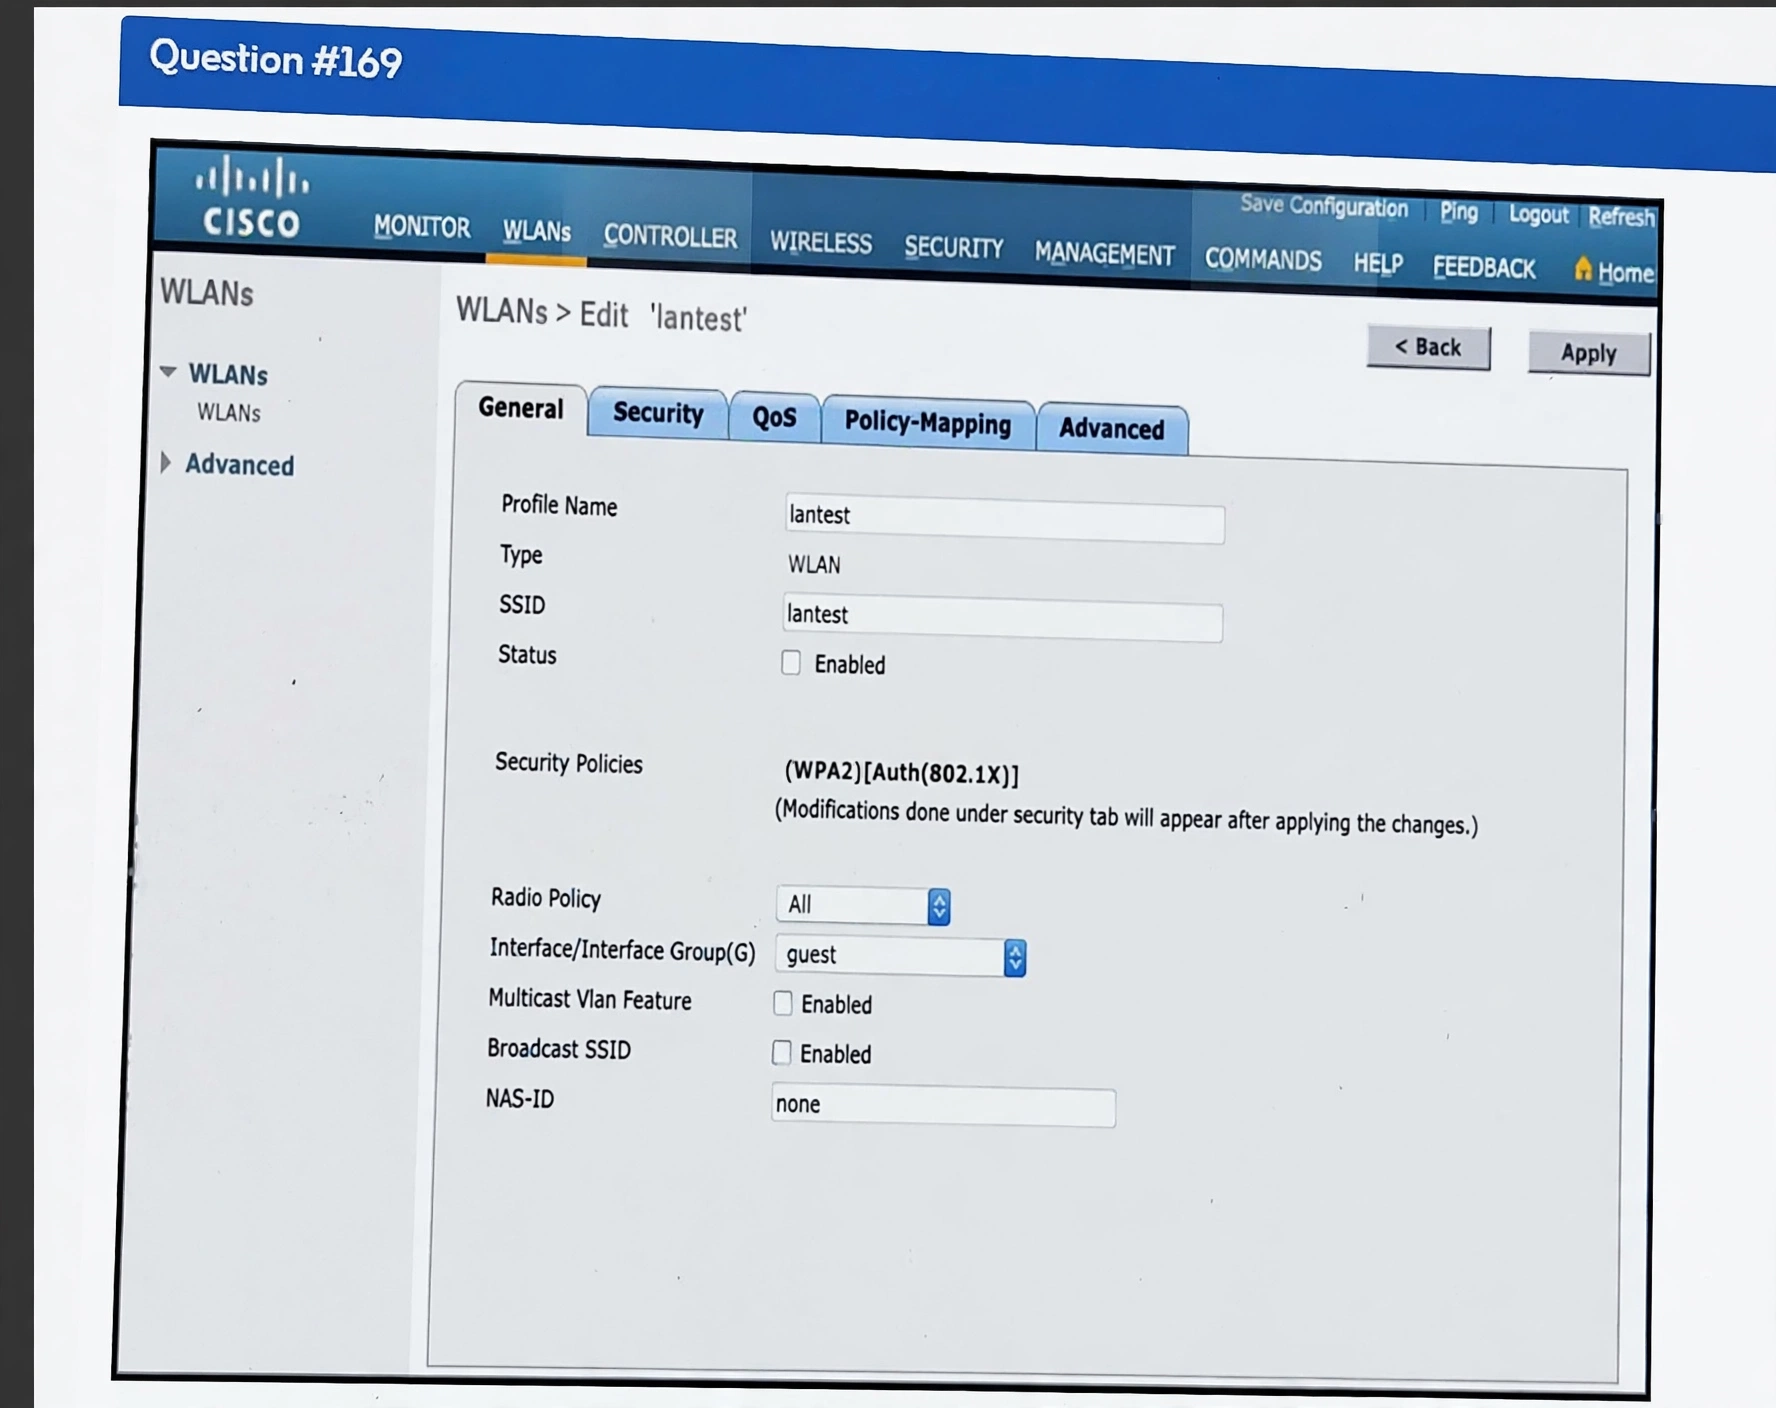 Question #169
CISCO
Save Configuration Ping Logout Refresh
MONITOR WLANs CONTROLLER WIRELESS SECURITY MANAGEMENT COMMANDS HELP FEEDBACK Home
WLANs
WLANs > Edit 'lantest'
< Back Apply
WLANs
WLANs
Advanced
General Security QoS Policy-Mapping Advanced
Profile Name lantest
Type WLAN
SSID lantest
Status Enabled
Security Policies (WPA2)[Auth(802.1X)]
(Modifications done under security tab will appear after applying the changes.)
Radio Policy All
Interface/Interface Group(G) guest
Multicast Vlan Feature Enabled
Broadcast SSID Enabled
NAS-ID none